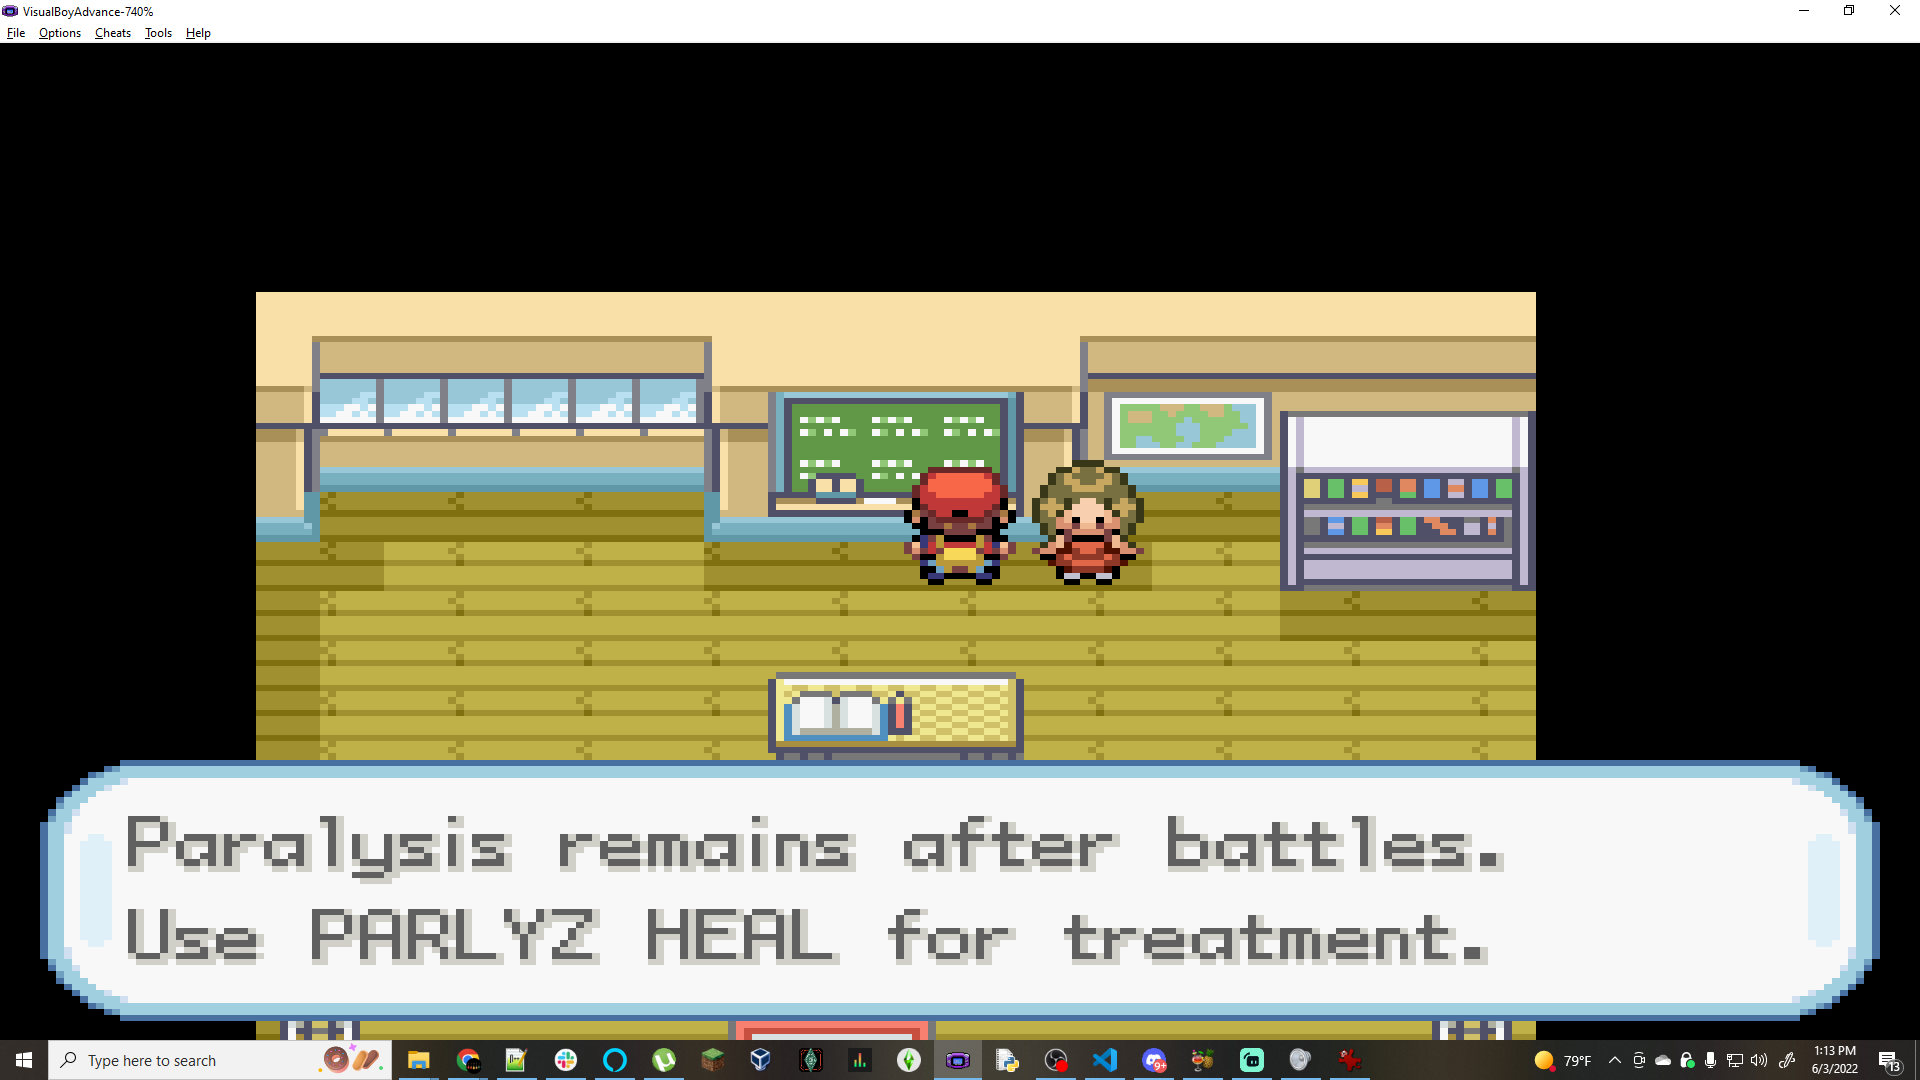 VisualBoyAdvance-740%
File Options Cheats Tools Help
Paralysis remains after battles.
Use PARLYZ HEAL for treatment.
Type here to search
9+
79°F
1:13 PM
6/3/2022
13